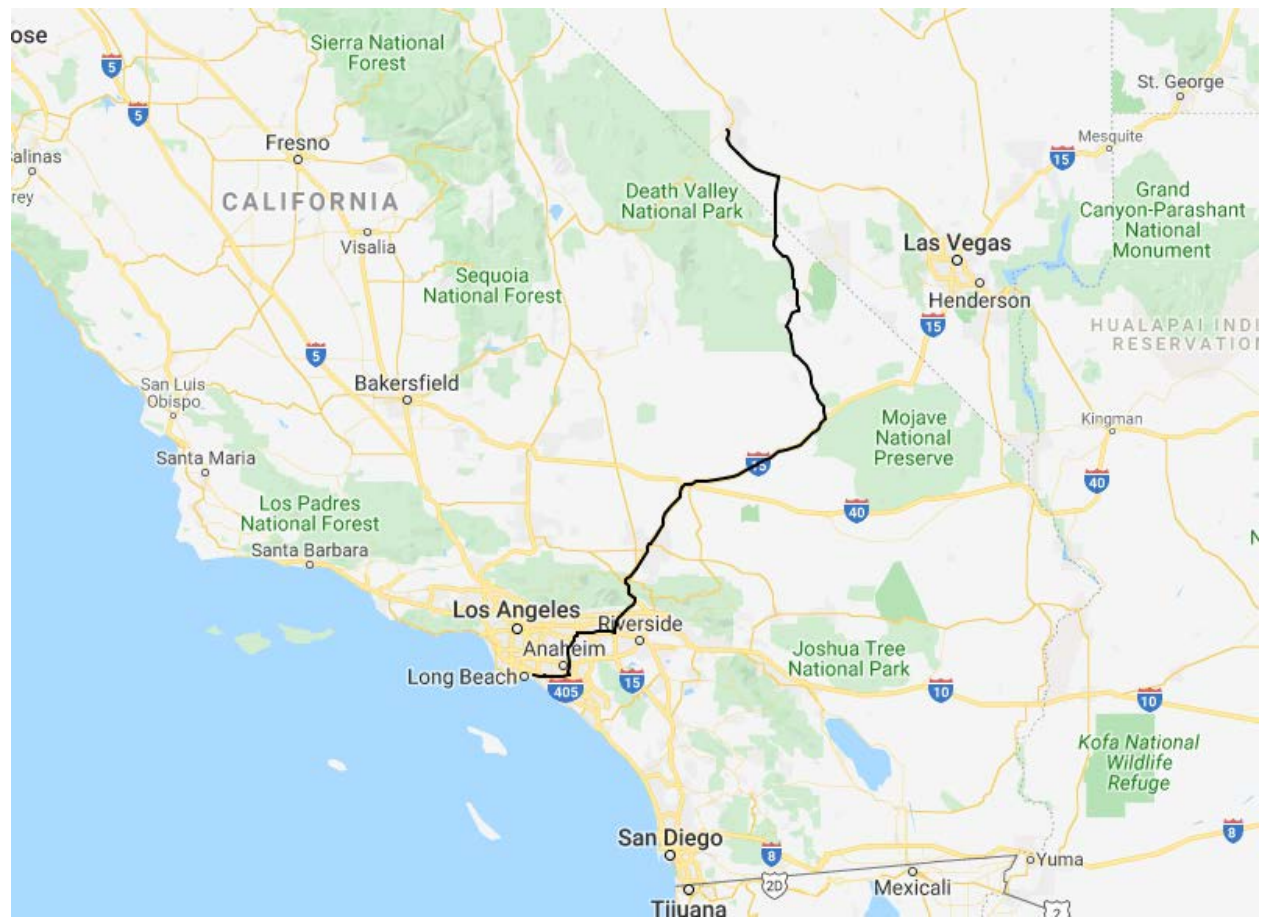 ose
Sierra National
Forest
5
5
St. George
Fresno
Mesquite
15
alinas
rey
CALIFORNIA
Death Valley
National Park
Grand
Canyon-Parashant
National
Monument
Visalia
Las Vegas
Sequoia
National Forest
Henderson
15
HUALAPAI INDI
RESERVATION
5
San Luis
Obispo
Bakersfield
Mojave
National
Preserve
Kingman
Santa Maria
15
40
40
Los Padres
National Forest
Santa Barbara
N
Los Angeles
Riverside
Anaheim
Joshua Tree
National Park
Long Beach
405
15
10
10
Kofa National
Wildlife
Refuge
San Diego
8
8
Yuma
2D
Mexicali
2
Tijuana